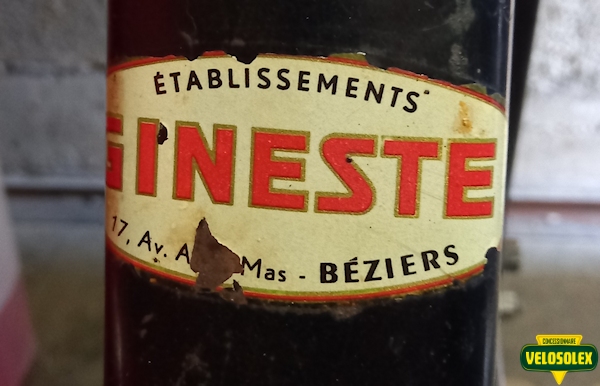 ÉTABLISSEMENTS
GINESTE
17, Av. Mas - BÉZIERS
CONCESSIONNAIRE
VELOSOLEX